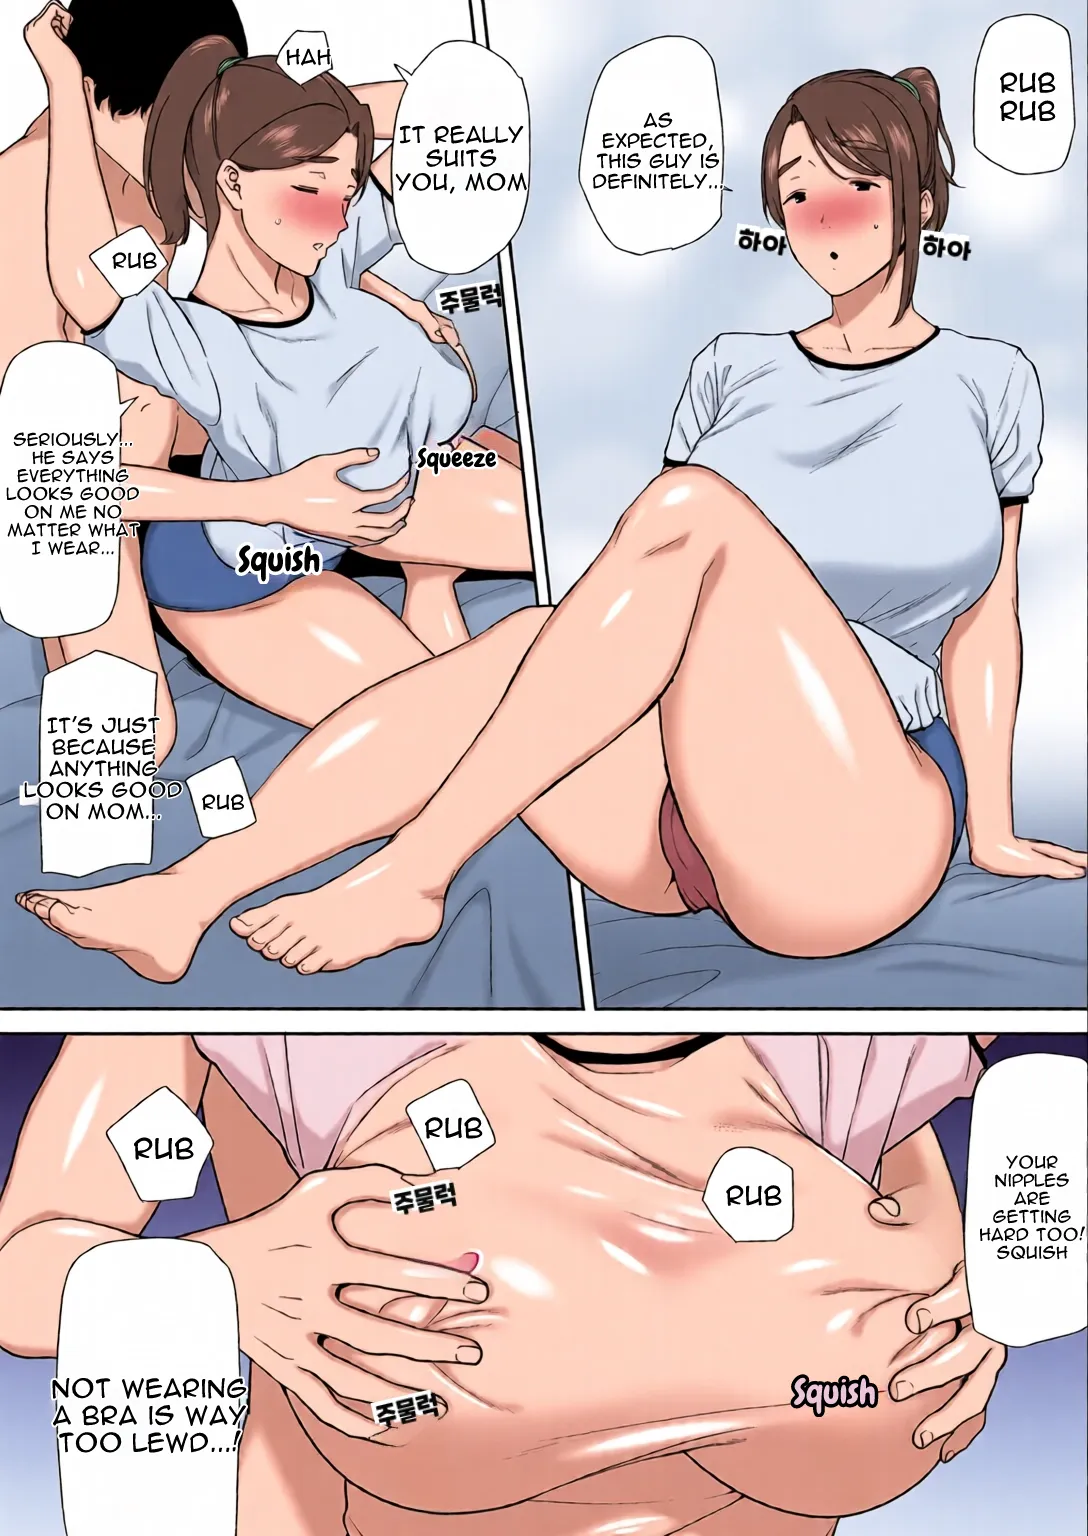 HAH
IT REALLY
SUITS
YOU, MOM
RUB
주물럭
SERIOUSLY...
HE SAYS
EVERYTHING
LOOKS GOOD
ON ME NO
MATTER WHAT
I WEAR...
Squeeze
Squish
IT'S JUST
BECAUSE
ANYTHING
LOOKS GOOD
ON MOM...
RUB
AS
EXPECTED,
THIS GUY IS
DEFINITELY...
RUB
RUB
하아
하아
RUB
RUB
주물럭
RUB
YOUR
NIPPLES
ARE
GETTING
HARD TOO!
SQUISH
NOT WEARING
A BRA IS WAY
TOO LEWD...!
주물럭
Squish